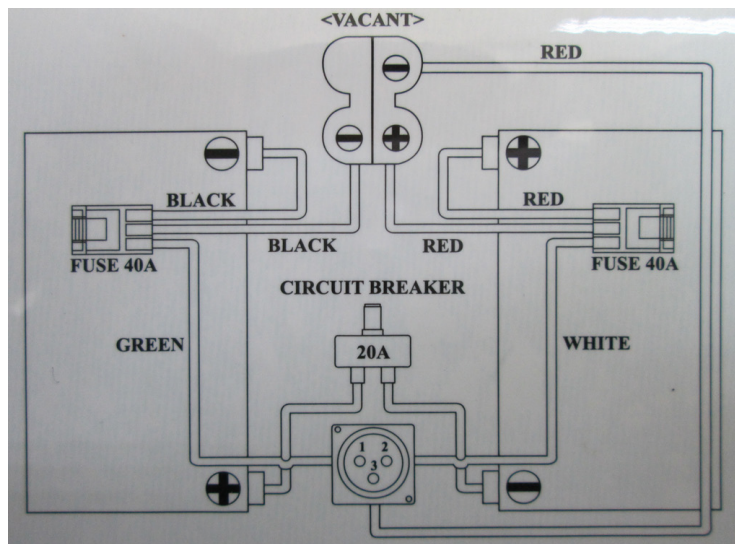 <VACANT>
RED
BLACK
RED
BLACK
RED
FUSE 40A
FUSE 40A
CIRCUIT BREAKER
GREEN
20A
WHITE
1 2
3